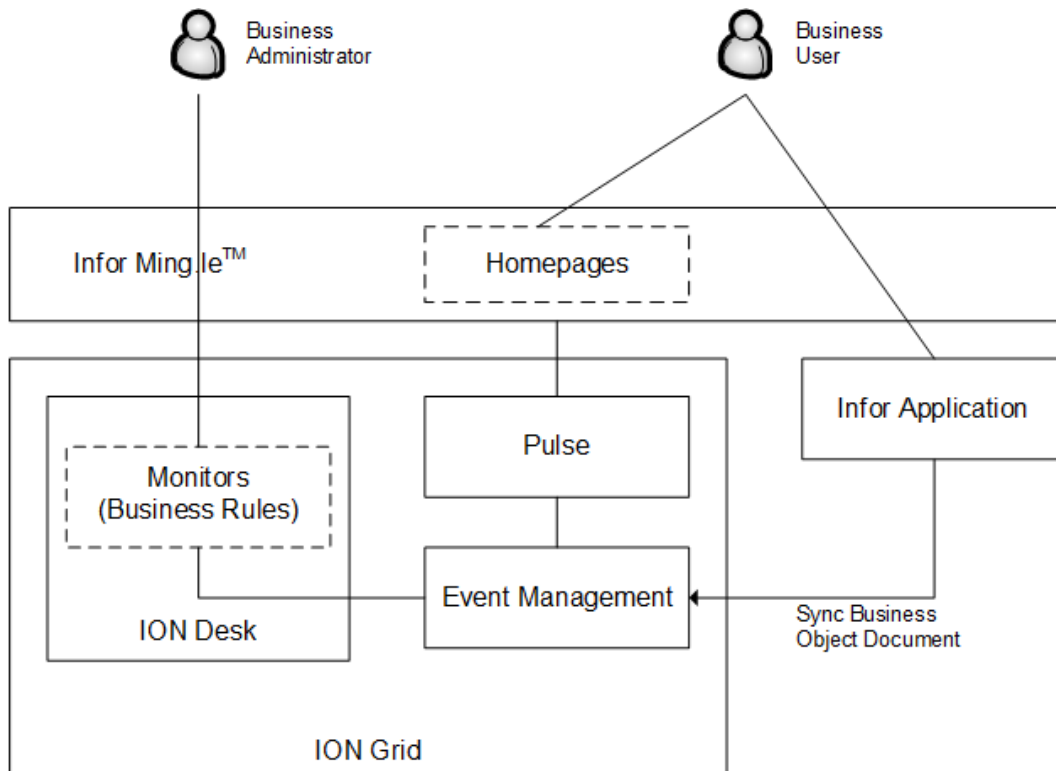 Business
Administrator
Business
User
Infor Ming.le™
Homepages
Infor Application
Pulse
Monitors
(Business Rules)
Event Management
Sync Business
Object Document
ION Desk
ION Grid